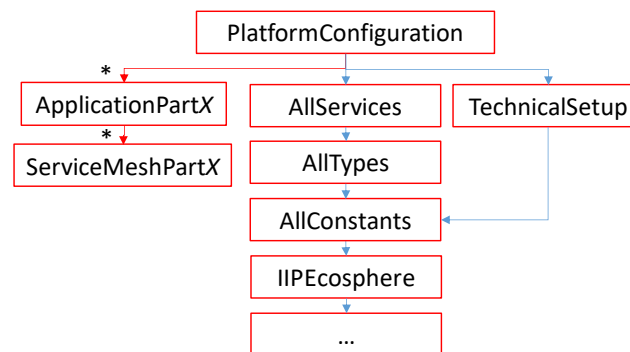 PlatformConfiguration
*
ApplicationPartX
AllServices
TechnicalSetup
*
ServiceMeshPartX
AllTypes
AllConstants
IIPEcosphere
...